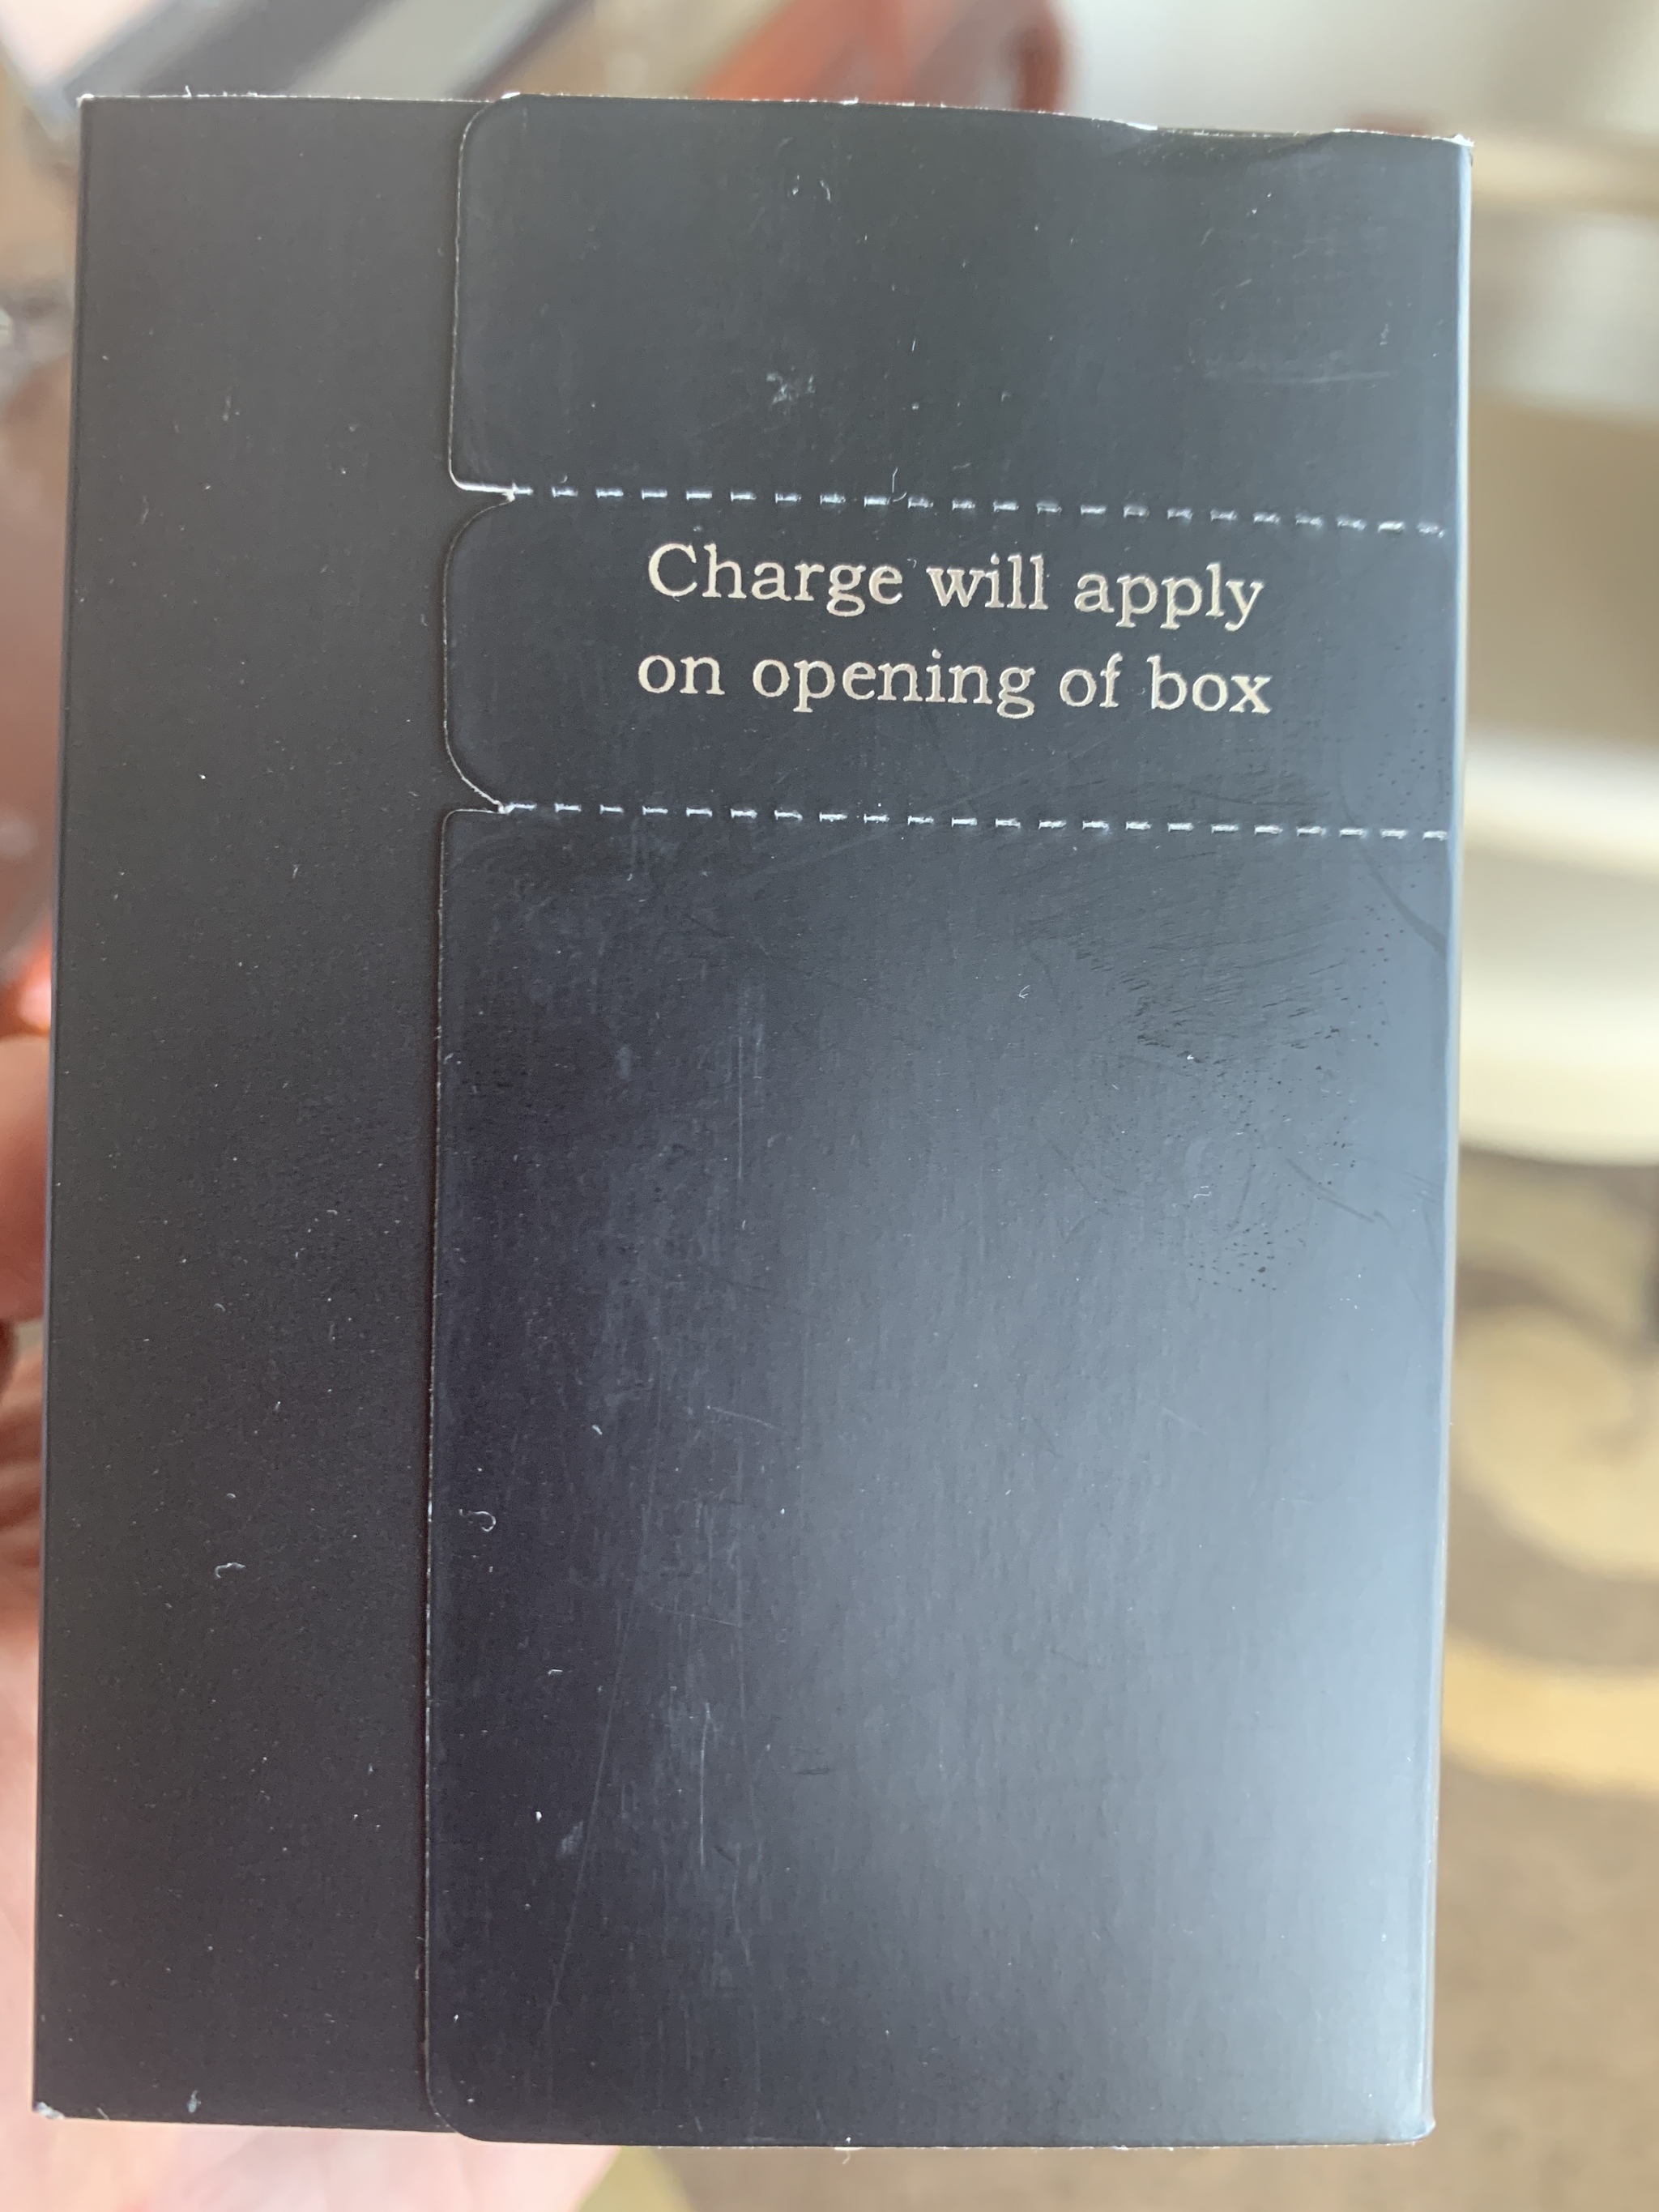 Charge will apply
on opening of box